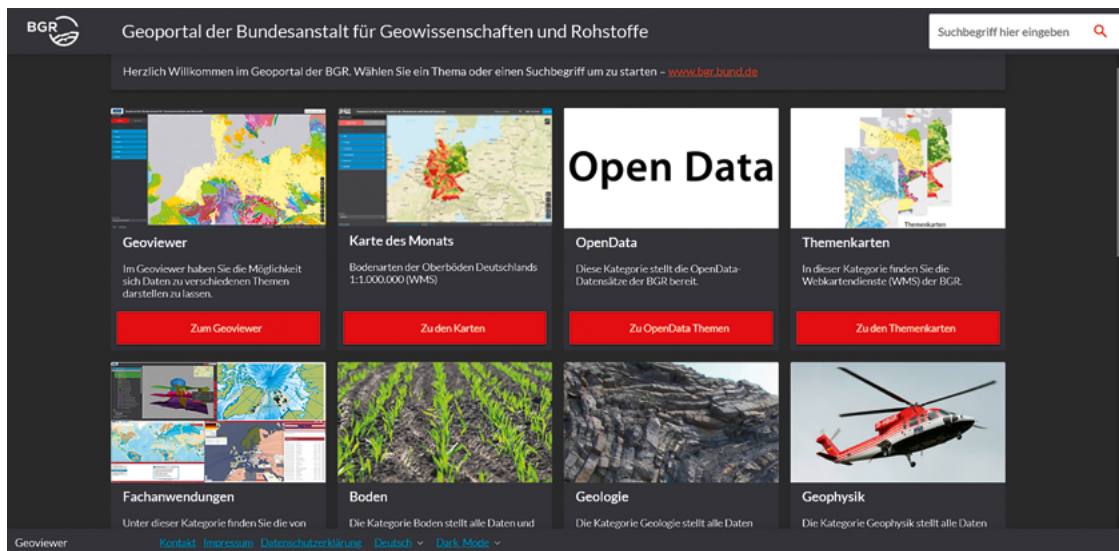 BGR
Geoportal der Bundesanstalt für Geowissenschaften und Rohstoffe
Suchbegriff hier eingeben
Herzlich Willkommen im Geoportal der BGR. Wählen Sie ein Thema oder einen Suchbegriff um zu starten – www.bgr.bund.de
Open Data
Themenkarten
Geoviewer
Im Geoviewer haben Sie die Möglichkeit
sich Daten zu verschiedenen Themen
darstellen zu lassen.
Zum Geoviewer
Karte des Monats
Bodenarten der Oberböden Deutschlands
1:1.000.000 (WMS)
Zu den Karten
OpenData
Diese Kategorie stellt die OpenData-
Datensätze der BGR bereit.
Zu OpenData Themen
Themenkarten
In dieser Kategorie finden Sie die
Webkartendienste (WMS) der BGR.
Zu den Themenkarten
Fachanwendungen
Unter dieser Kategorie finden Sie die von
Boden
Die Kategorie Boden stellt alle Daten und
Geologie
Die Kategorie Geologie stellt alle Daten
Geophysik
Die Kategorie Geophysik stellt alle Daten
Geoviewer
Kontakt Impressum Datenschutzerklärung Deutsch Dark Mode